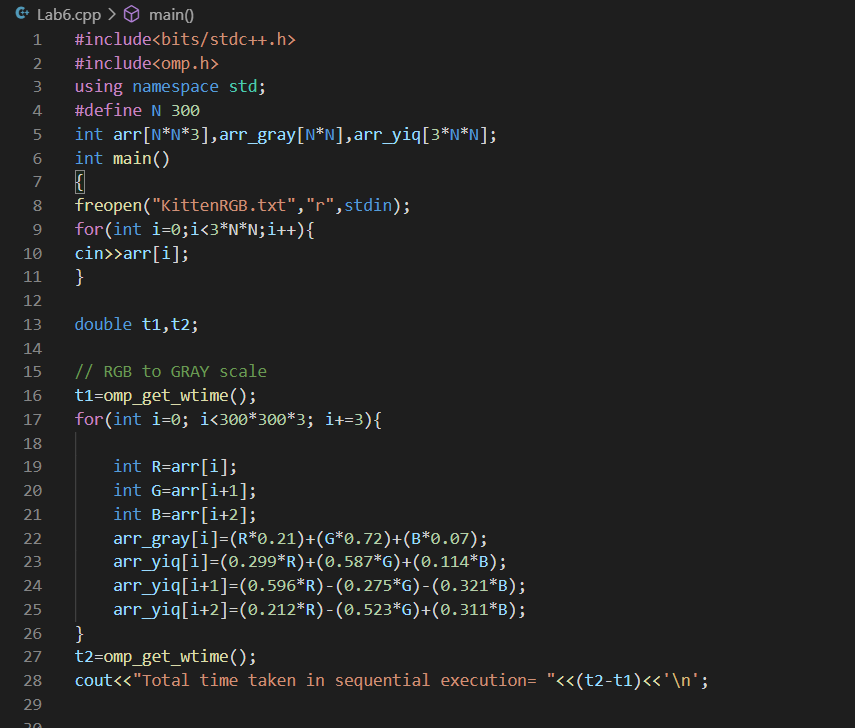 Lab6.cpp > main()
1 #include<bits/stdc++.h>
2 #include<omp.h>
3 using namespace std;
4 #define N 300
5 int arr[N*N*3],arr_gray[N*N],arr_yiq[3*N*N];
6 int main()
7 {
8 freopen("KittenRGB.txt","r",stdin);
9 for(int i=0;i<3*N*N;i++){
10 cin>>arr[i];
11 }
12
13 double t1,t2;
14
15 // RGB to GRAY scale
16 t1=omp_get_wtime();
17 for(int i=0; i<300*300*3; i+=3){
18
19     int R=arr[i];
20     int G=arr[i+1];
21     int B=arr[i+2];
22     arr_gray[i]=(R*0.21)+(G*0.72)+(B*0.07);
23     arr_yiq[i]=(0.299*R)+(0.587*G)+(0.114*B);
24     arr_yiq[i+1]=(0.596*R)-(0.275*G)-(0.321*B);
25     arr_yiq[i+2]=(0.212*R)-(0.523*G)+(0.311*B);
26 }
27 t2=omp_get_wtime();
28 cout<<"Total time taken in sequential execution= "<<(t2-t1)<<'\n';
29